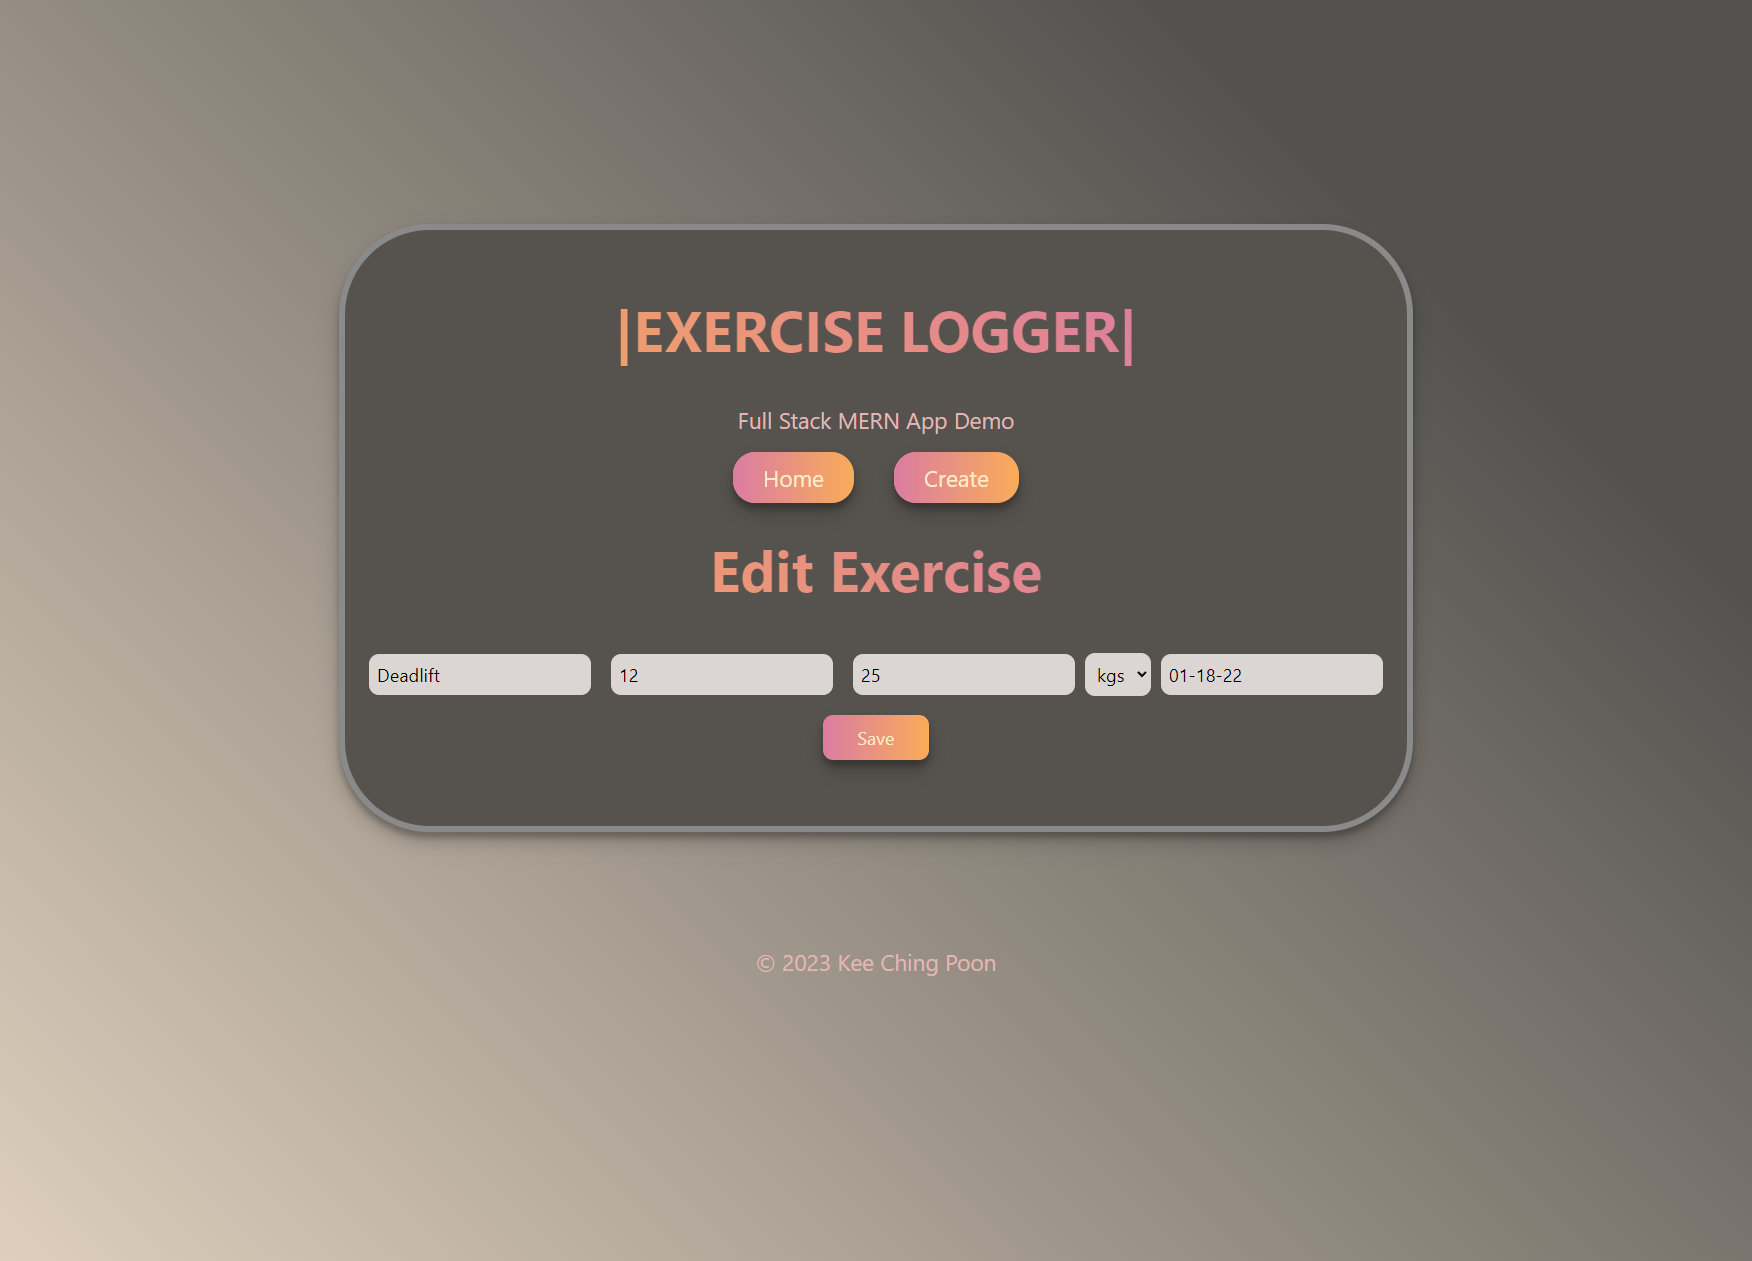 |EXERCISE LOGGER|
Full Stack MERN App Demo
Home Create
Edit Exercise
Deadlift 12 25 kgs 01-18-22
Save
© 2023 Kee Ching Poon